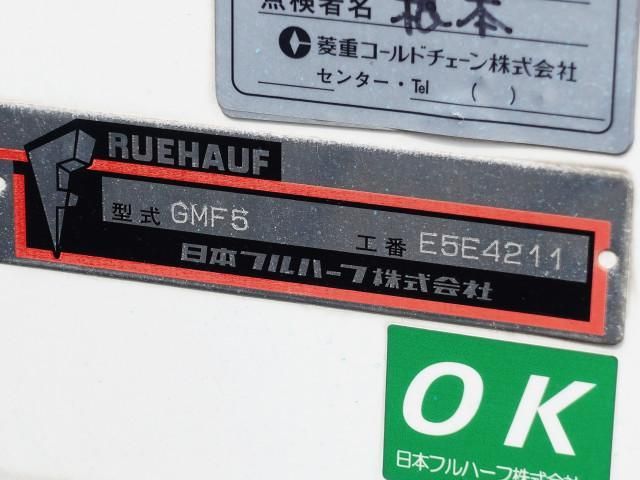 点検者名 松本
菱重コールドチェーン株式会社
センター・Tel ( )
RUEHAUF
型式 GMF5 工番 E5E4211
日本フルハーフ株式会社
OK
日本フルハーフ株式会社